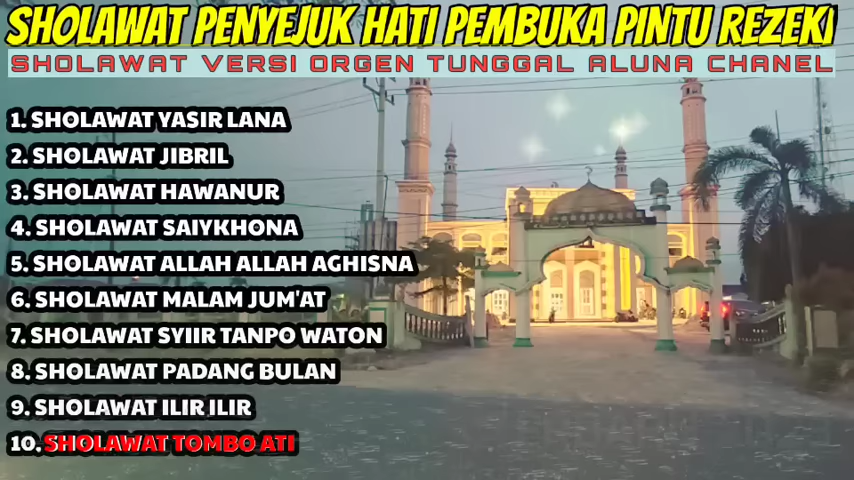 SHOLAWAT PENYEJUK HATI PEMBUKA PINTU REZEKI
SHOLAWAT VERSI ORGEN TUNGGAL ALUNA CHANEL
1. SHOLAWAT YASIR LANA
2. SHOLAWAT JIBRIL
3. SHOLAWAT HAWANUR
4. SHOLAWAT SAIYKHONA
5. SHOLAWAT ALLAH ALLAH AGHISNA
6. SHOLAWAT MALAM JUM'AT
7. SHOLAWAT SYIIR TANPO WATON
8. SHOLAWAT PADANG BULAN
9. SHOLAWAT ILIR ILIR
10. SHOLAWAT TOMBO ATI